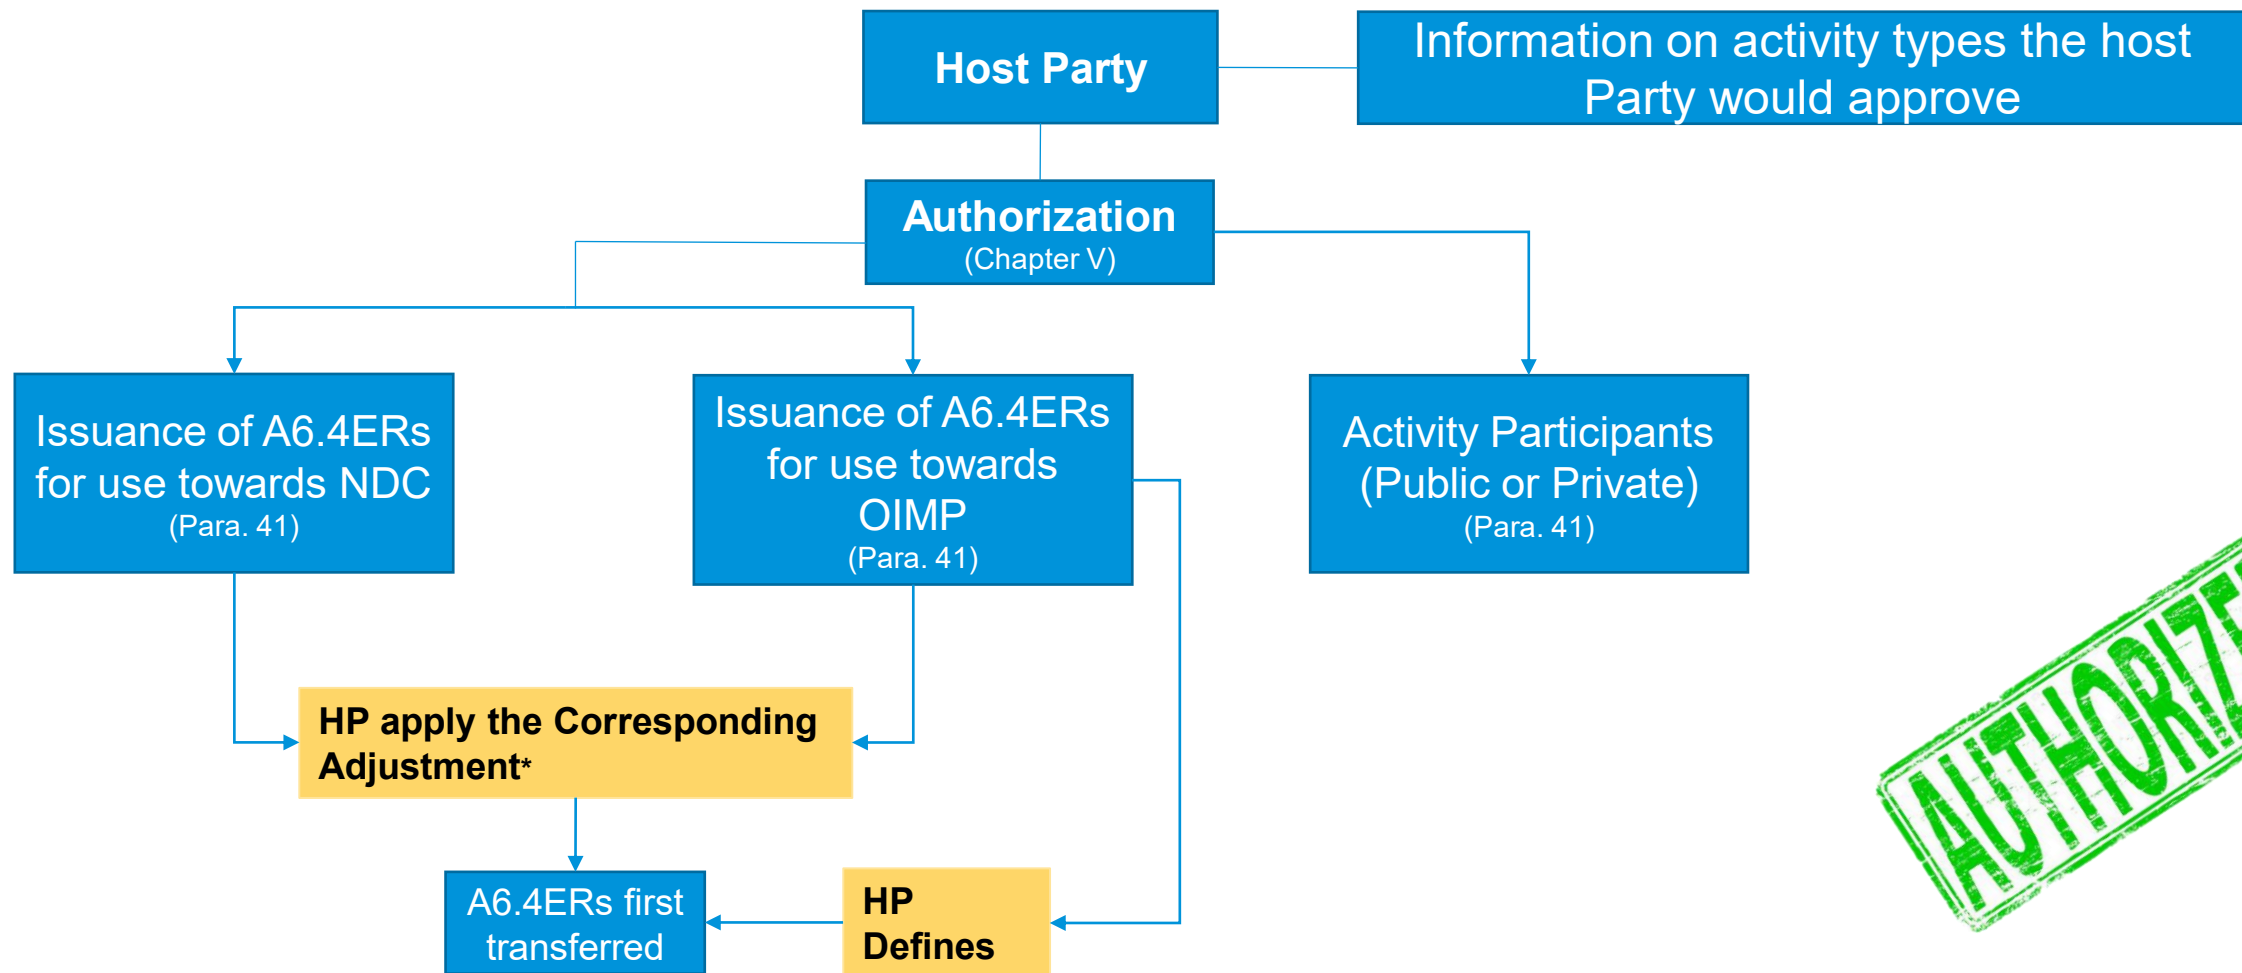 Host Party
Information on activity types the host
Party would approve
Authorization
(Chapter V)
Issuance of A6.4ERs
for use towards NDC
(Para. 41)
Issuance of A6.4ERs
for use towards
OIMP
(Para. 41)
Activity Participants
(Public or Private)
(Para. 41)
HP apply the Corresponding
Adjustment*
A6.4ERs first
transferred
HP
Defines